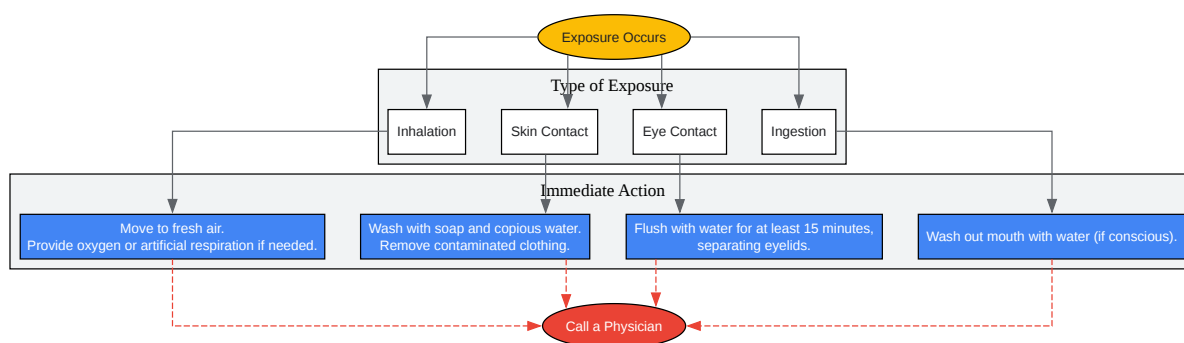 Exposure Occurs
Type of Exposure
Inhalation
Skin Contact
Eye Contact
Ingestion
Immediate Action
Move to fresh air.
Provide oxygen or artificial respiration if needed.
Wash with soap and copious water.
Remove contaminated clothing.
Flush with water for at least 15 minutes,
separating eyelids.
Wash out mouth with water (if conscious).
Call a Physician